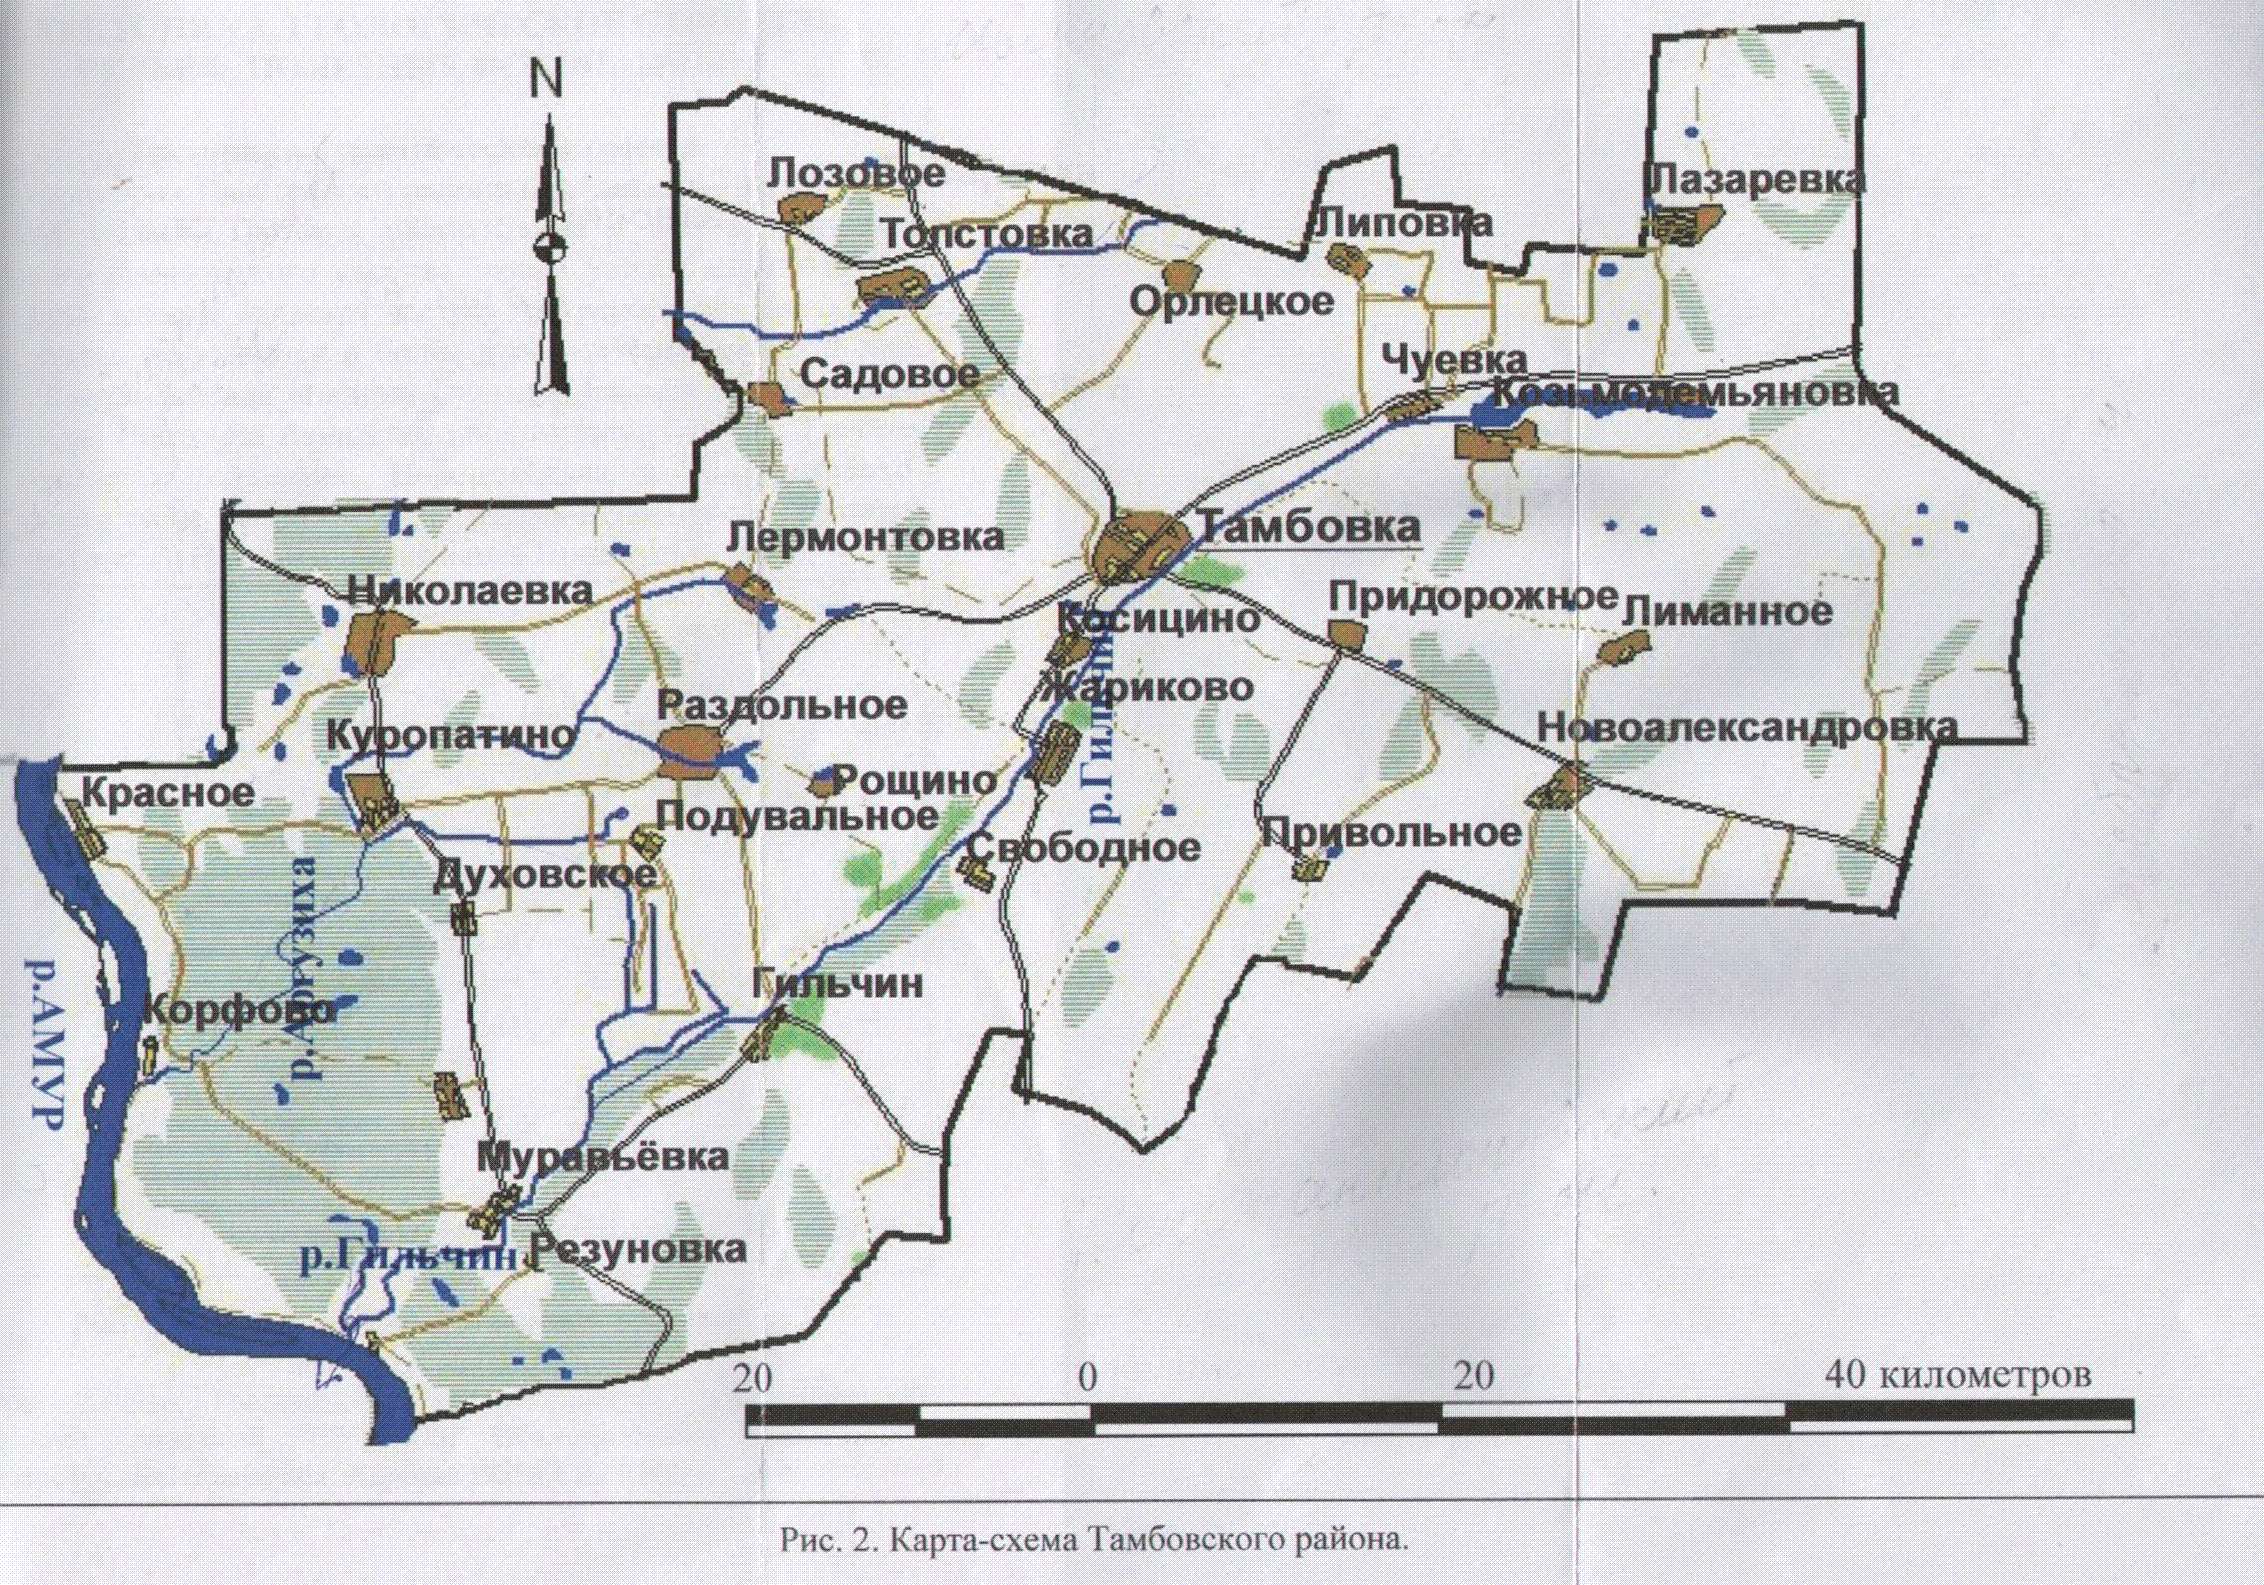 N
Лозовое
Лазаревка
Толстовка
Липовка
Орлецкое
Садовое
Чуевка
Козьмодемьяновка
Лермонтовка
Тамбовка
Николаевка
Придорожное
Лиманное
Косицино
Жариково
Раздольное
Куропатино
Новоалександровка
р.Гильчин
Красное
Рощино
Подувальное
Духовское
Свободное
Привольное
р.АМУР
Корфово
Гильчин
Муравьёвка
р.Гильчин
Резуновка
20 0 20 40 километров
Рис. 2. Карта-схема Тамбовского района.